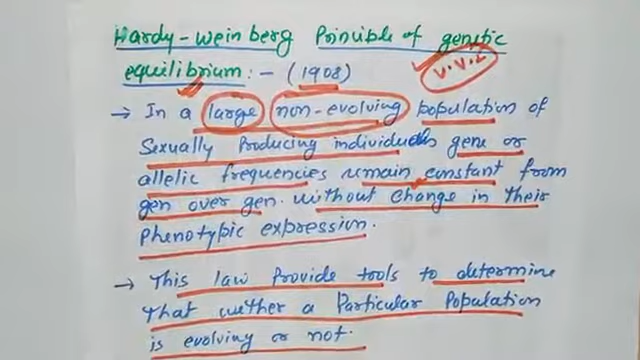 Hardy-Weinberg Principle of genetic
equilibrium:- (1908) V.V.I
→ In a large non-evolving population of
Sexually Producing individuals gene or
allelic frequencies remain constant from
gen over gen. without change in their
Phenotypic expression.
→ This law Provide tools to determine
That wether a Particular Population
is evolving or not.